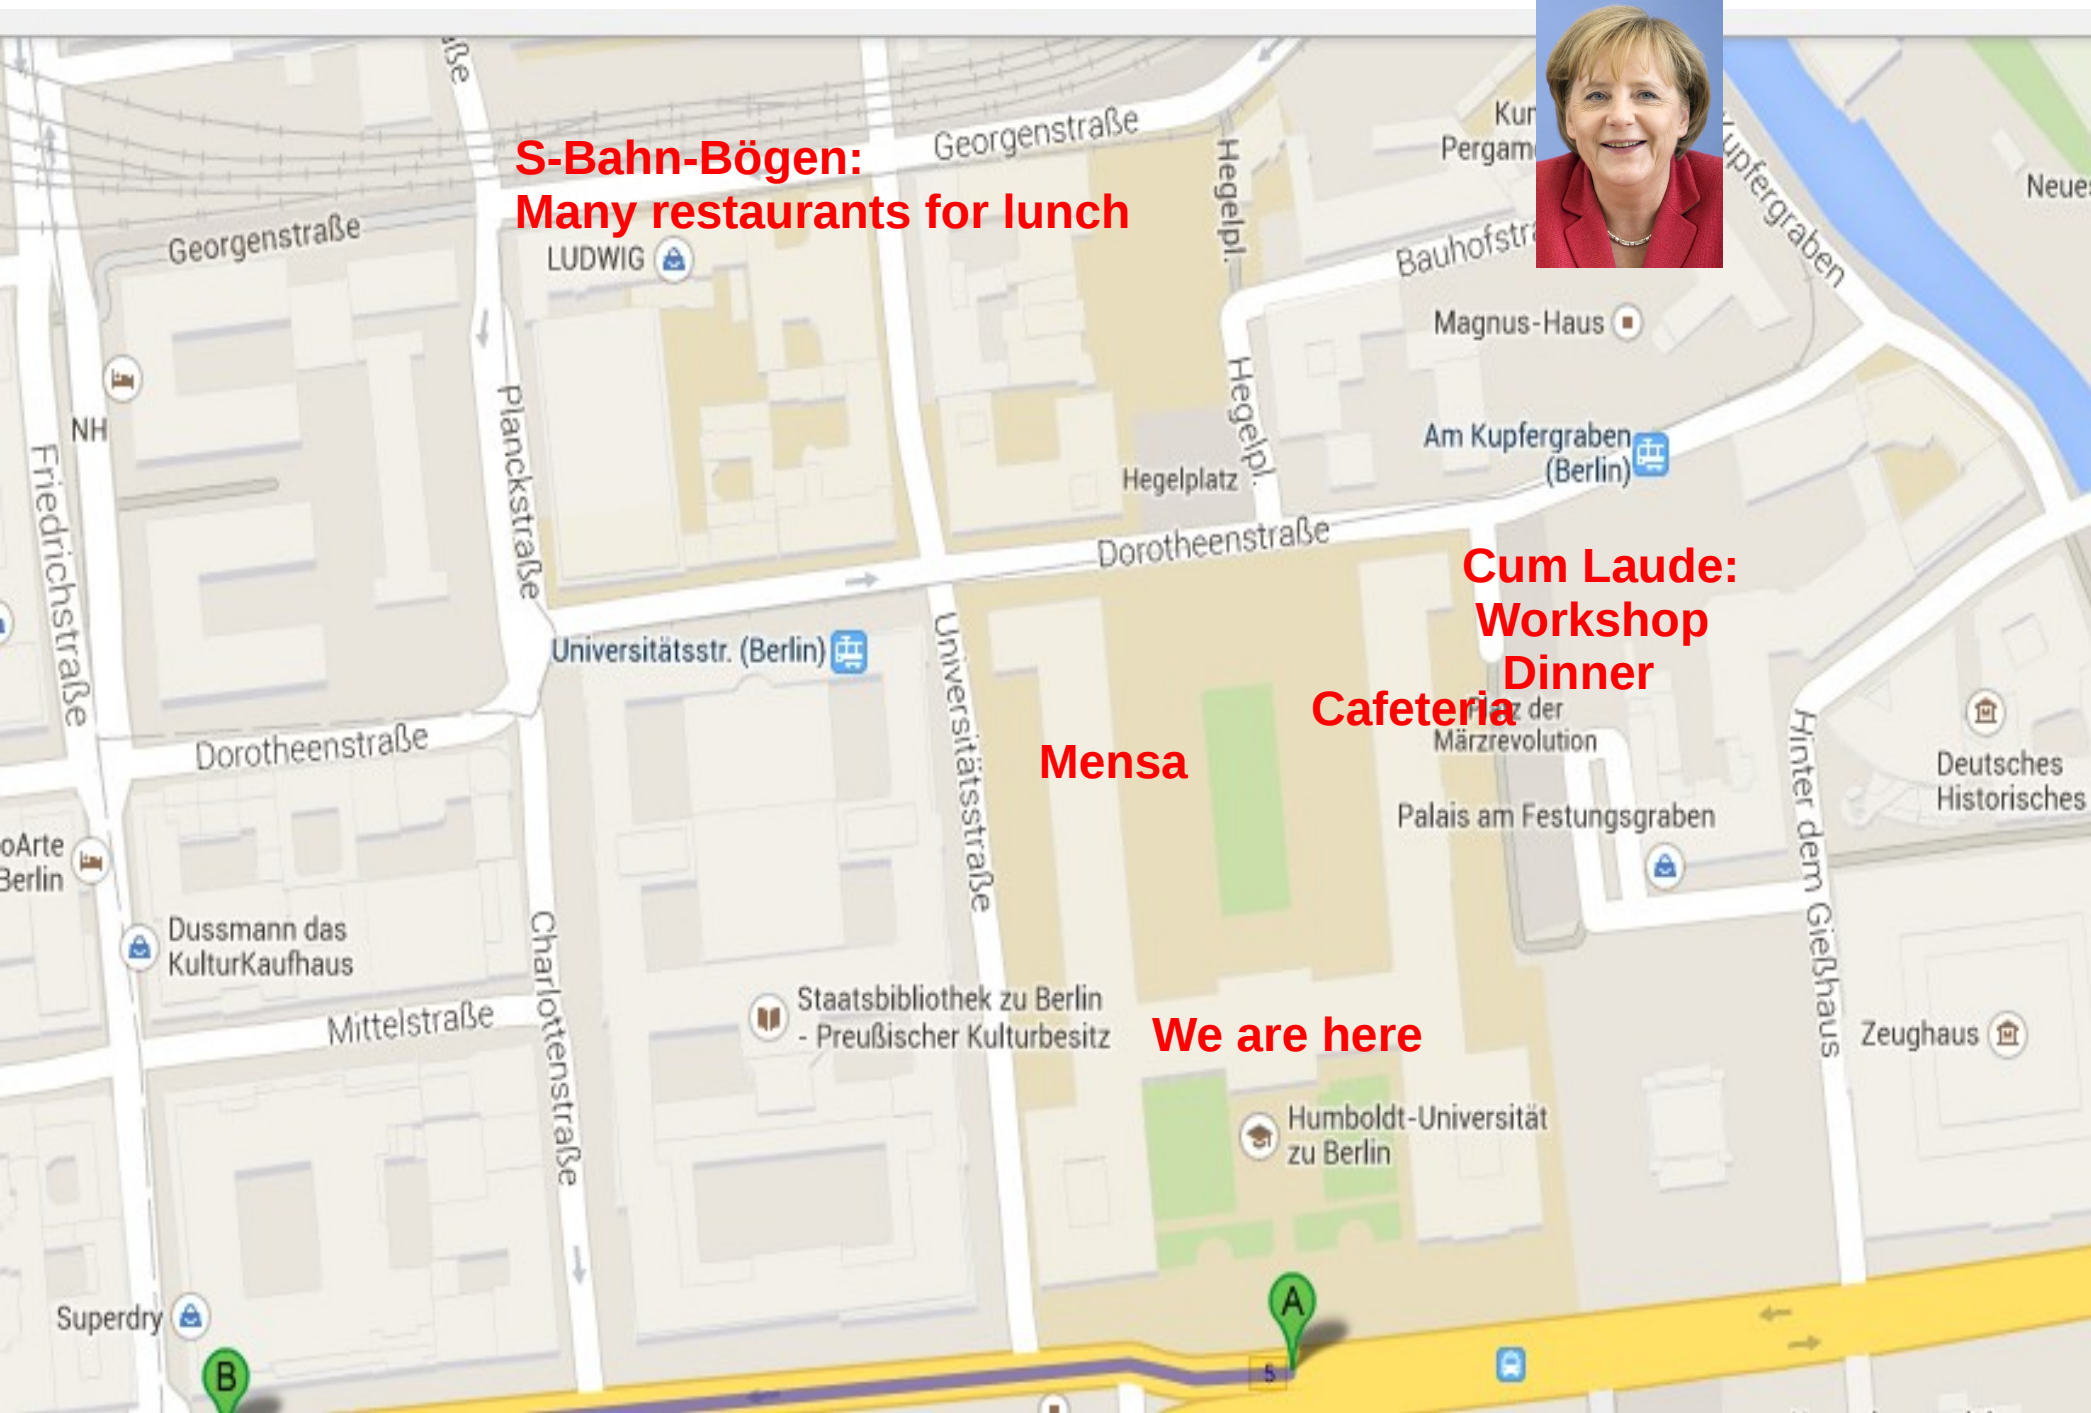 S-Bahn-Bögen:
Many restaurants for lunch
Georgenstraße
Georgenstraße
LUDWIG
Hegelpl.
Bauhofstr
Kupfergraben
Magnus-Haus
NH
Friedrichstraße
Planckstraße
Hegelpl.
Hegelplatz
Am Kupfergraben
(Berlin)
Dorotheenstraße
Cum Laude:
Workshop
Dinner
Universitätsstr. (Berlin)
Universitätsstraße
Cafeteria
Platz der
Märzrevolution
Mensa
Dorotheenstraße
Hinter dem Gießhaus
Deutsches
Historisches
Palais am Festungsgraben
oArte
Berlin
Dussmann das
KulturKaufhaus
Charlottenstraße
Mittelstraße
Staatsbibliothek zu Berlin
- Preußischer Kulturbesitz
We are here
Zeughaus
Humboldt-Universität
zu Berlin
Superdry
A
B
5